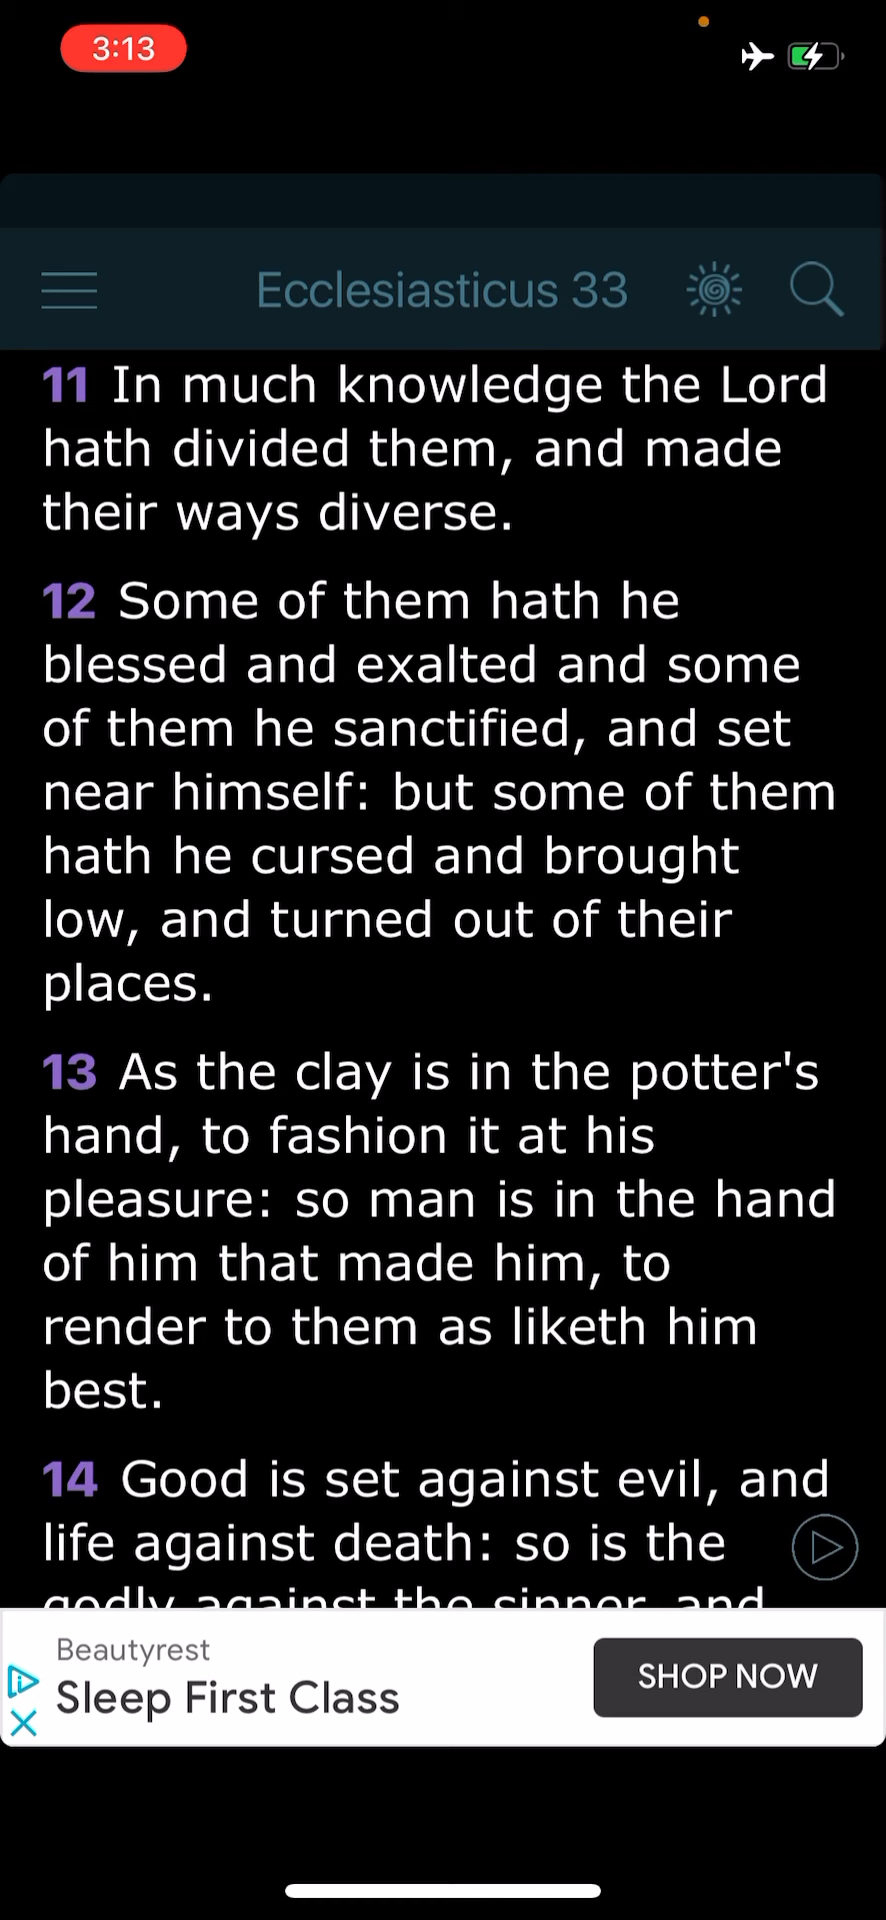 3:13
Ecclesiasticus 33
11 In much knowledge the Lord
hath divided them, and made
their ways diverse.
12 Some of them hath he
blessed and exalted and some
of them he sanctified, and set
near himself: but some of them
hath he cursed and brought
low, and turned out of their
places.
13 As the clay is in the potter's
hand, to fashion it at his
pleasure: so man is in the hand
of him that made him, to
render to them as liketh him
best.
14 Good is set against evil, and
life against death: so is the
godly against the sinner, and
Beautyrest
Sleep First Class
SHOP NOW